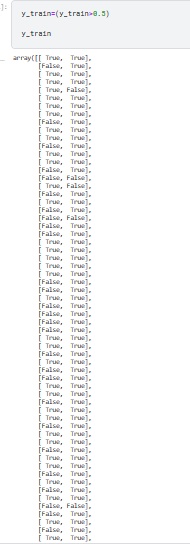 ]:
y_train=(y_train>0.5)
y_train
array([[ True, True],
[False, True],
[ True, True],
[ True, True],
[ True, False],
[ True, True],
[ True, True],
[ True, True],
[False, True],
[ True, True],
[ True, True],
[ True, True],
[ True, True],
[ True, True],
[False, True],
[False, False],
[ True, False],
[False, True],
[ True, True],
[False, True],
[False, False],
[False, True],
[False, True],
[ True, True],
[ True, True],
[ True, True],
[ True, True],
[ True, True],
[False, True],
[False, True],
[False, True],
[False, True],
[False, True],
[False, True],
[False, True],
[ True, True],
[ True, True],
[False, True],
[ True, True],
[ True, True],
[False, True],
[ True, True],
[ True, True],
[False, True],
[ True, True],
[False, True],
[False, True],
[ True, True],
[ True, True],
[False, True],
[False, True],
[ True, True],
[ True, True],
[ True, True],
[False, True],
[ True, True],
[False, False],
[False, True],
[ True, True],
[False, True],
[ True, True],